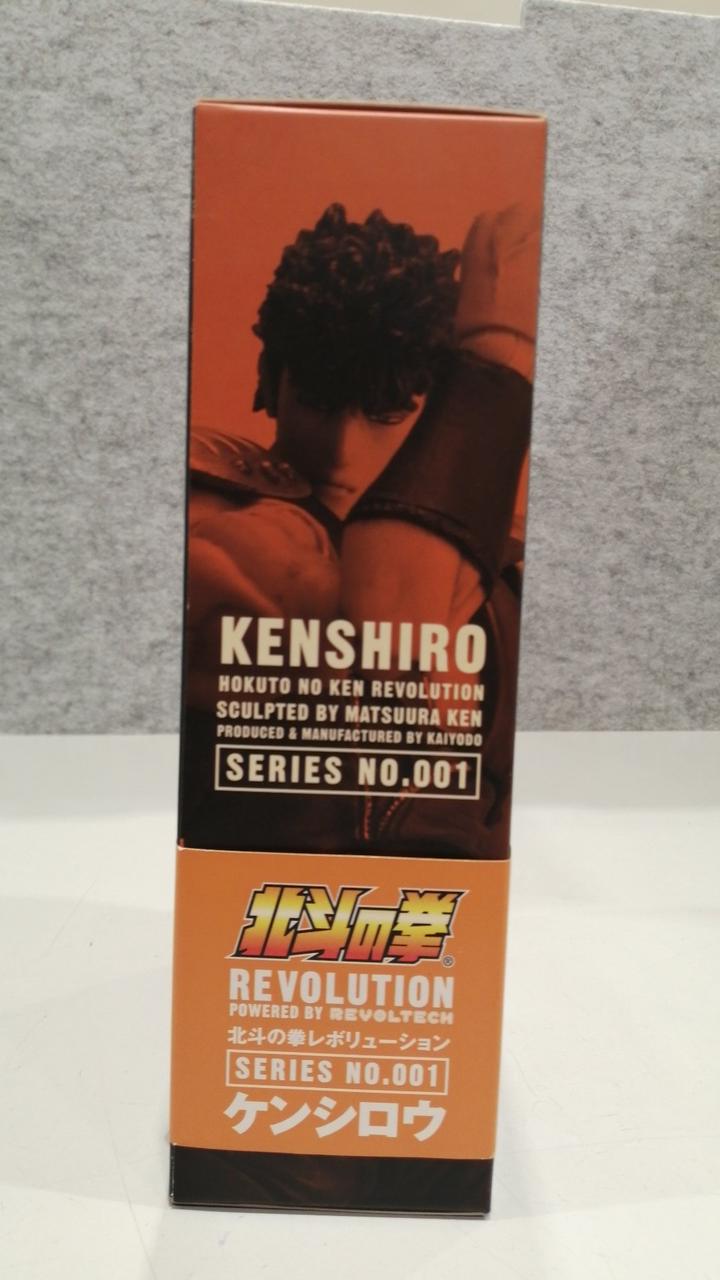 KENSHIRO
HOKUTO NO KEN REVOLUTION
SCULPTED BY MATSUURA KEN
PRODUCED & MANUFACTURED BY KAIYODO
SERIES NO.001
北斗の拳®
REVOLUTION
POWERED BY REVOLTECH
北斗の拳レボリューション
SERIES NO.001
ケンシロウ